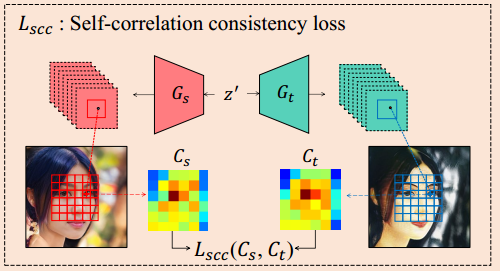 L_scc : Self-correlation consistency loss
G_s z′ G_t
C_s C_t
L_scc(C_s, C_t)